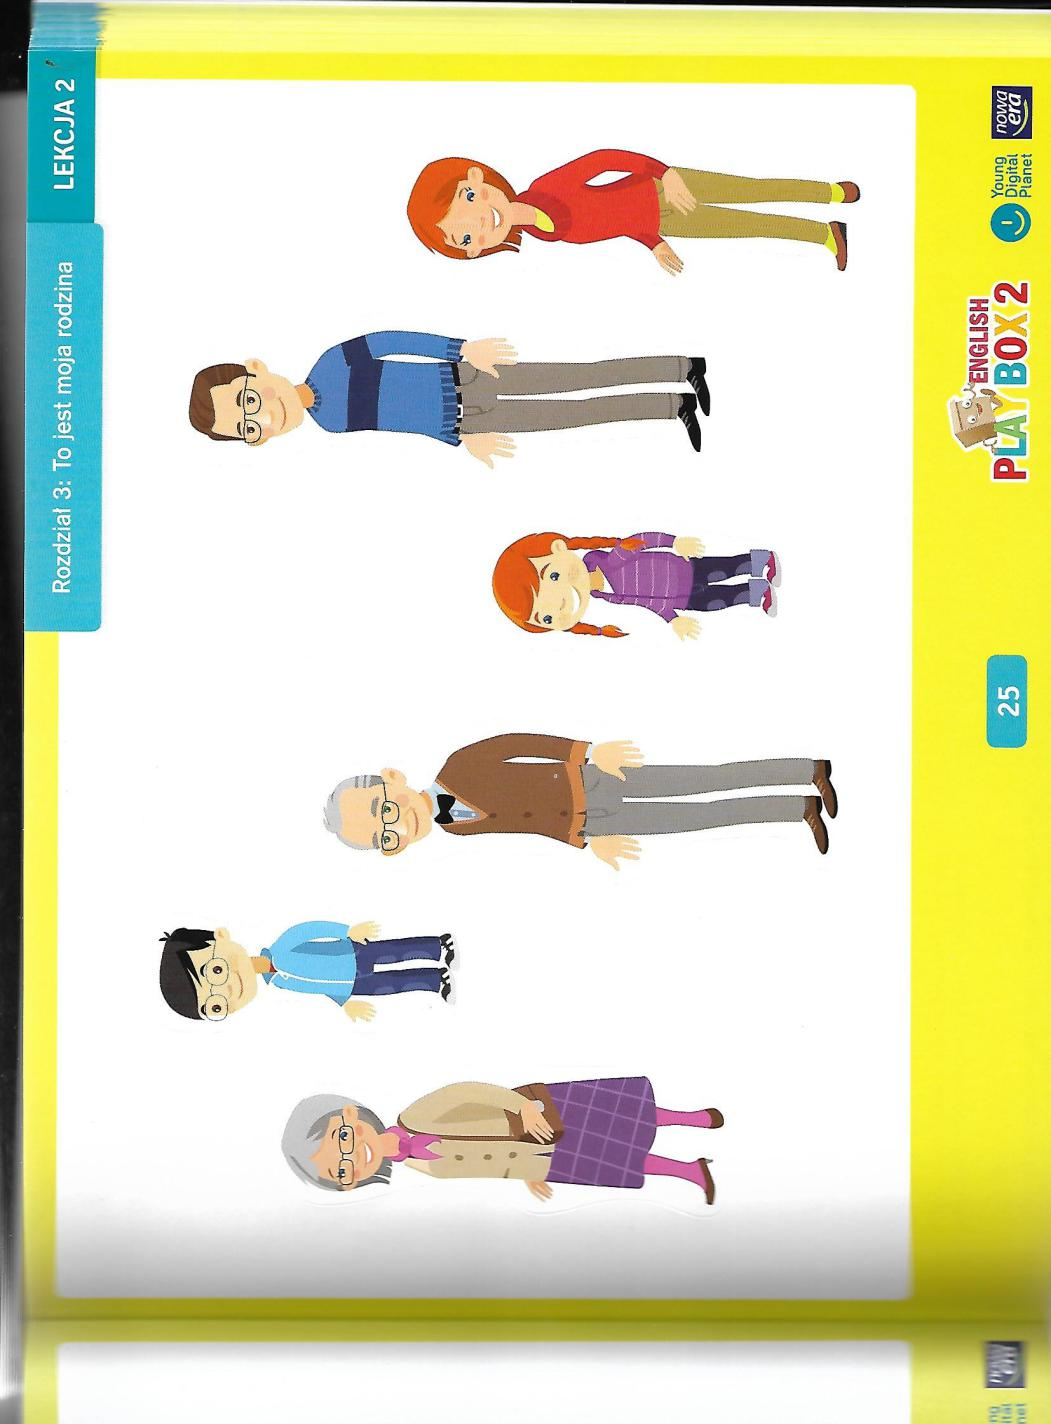 LEKCJA 2
Rozdział 3: To jest moja rodzina
nowa
era
Young
Digital
Planet
ENGLISH
PLAY BOX 2
25